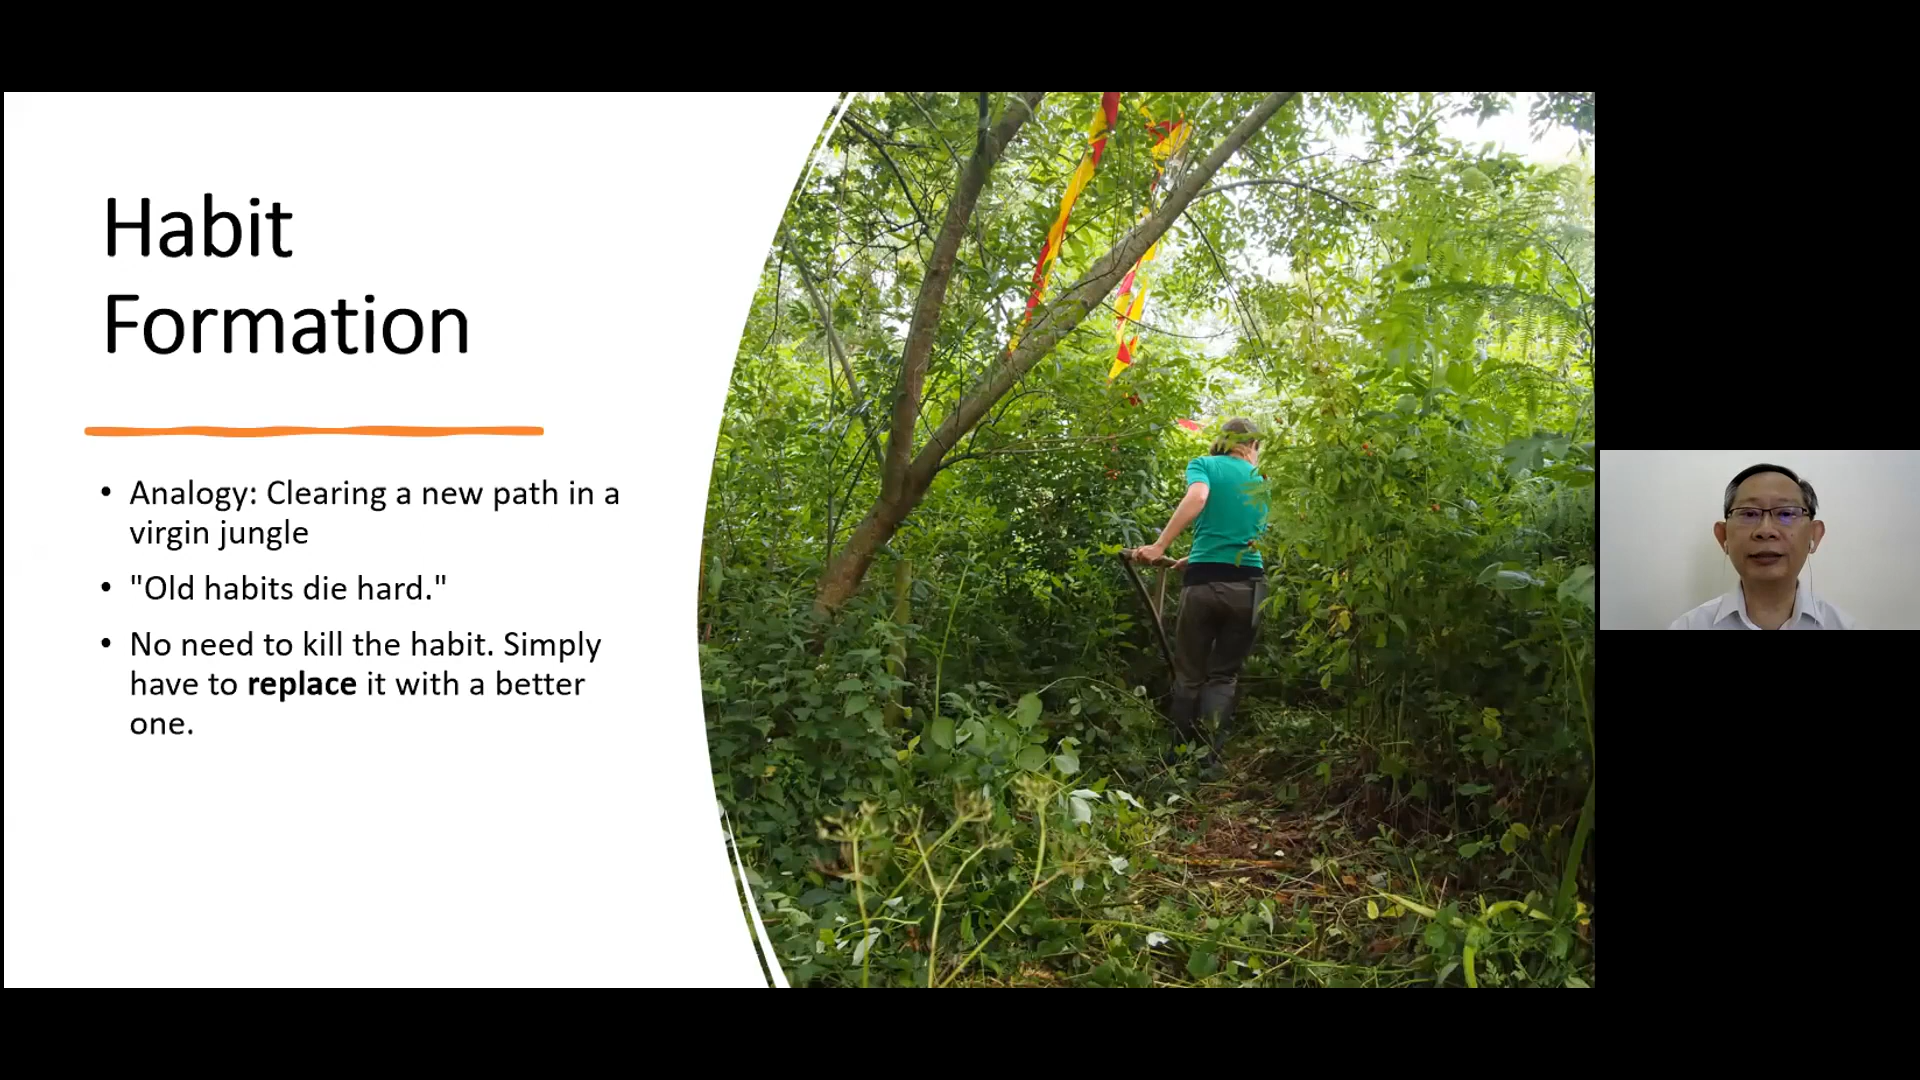 Habit
Formation
• Analogy: Clearing a new path in a
virgin jungle
• "Old habits die hard."
• No need to kill the habit. Simply
have to replace it with a better
one.